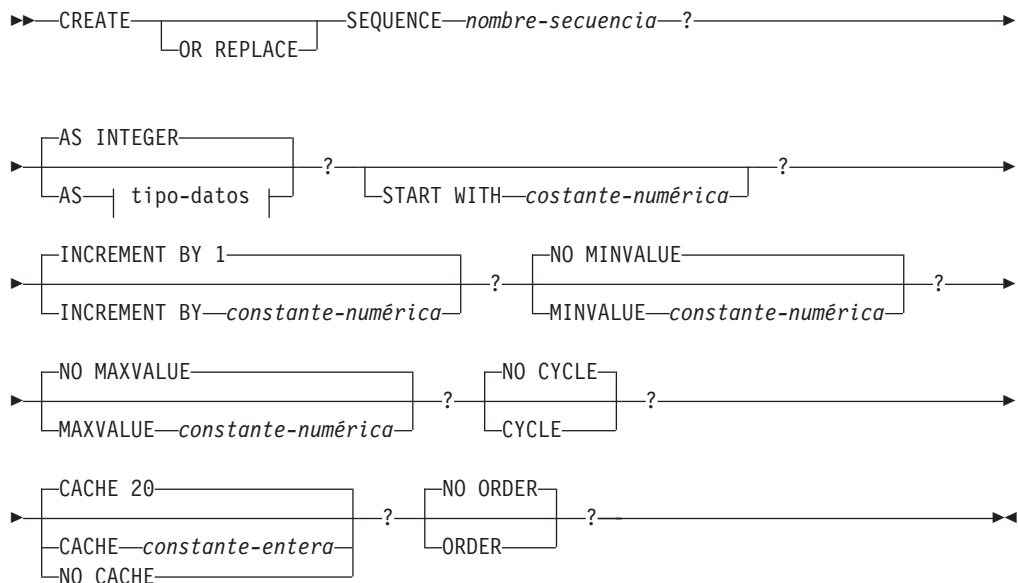 CREATE SEQUENCE nombre-secuencia ?
OR REPLACE
AS INTEGER
? ?
AS tipo-datos START WITH costante-numérica
INCREMENT BY 1 NO MINVALUE
? ?
INCREMENT BY constante-numérica MINVALUE constante-numérica
NO MAXVALUE NO CYCLE
? ?
MAXVALUE constante-numérica CYCLE
CACHE 20 NO ORDER
? ?
CACHE constante-entera ORDER
NO CACHE